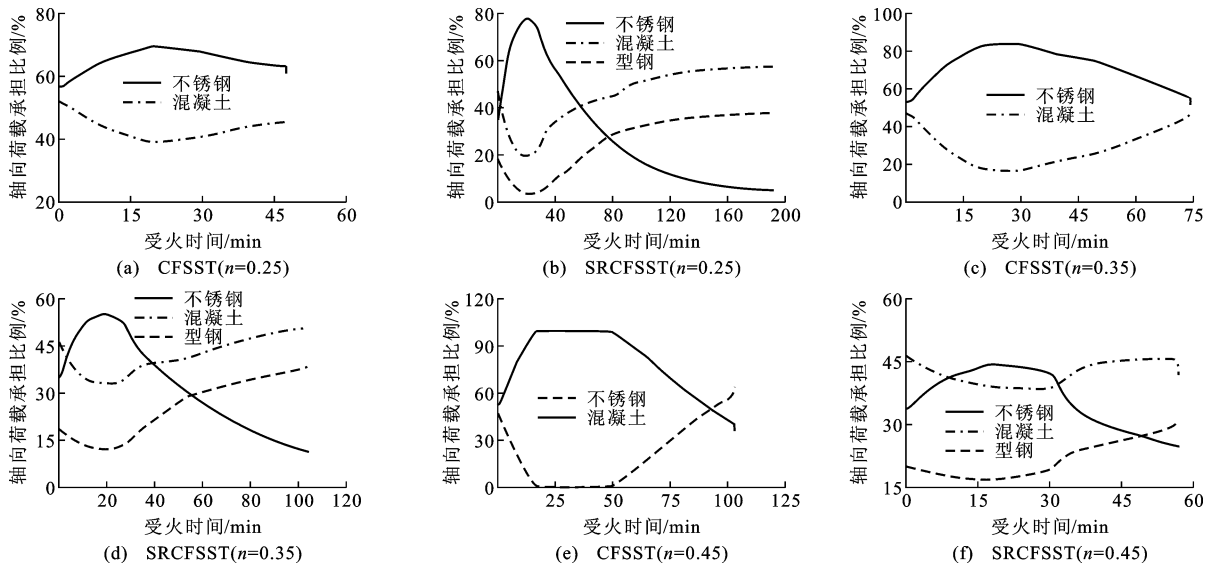 轴向荷载承担比例/%
80
60
40
20
0
15
30
45
60
不锈钢
混凝土
受火时间/min
(a) CFSST(n=0.25)
轴向荷载承担比例/%
80
60
40
20
0
40
80
120
160
200
不锈钢
混凝土
型钢
受火时间/min
(b) SRCFSST(n=0.25)
轴向荷载承担比例/%
100
80
60
40
20
0
15
30
45
60
75
不锈钢
混凝土
受火时间/min
(c) CFSST(n=0.35)
轴向荷载承担比例/%
60
45
30
15
0
0
20
40
60
80
100
120
不锈钢
混凝土
型钢
受火时间/min
(d) SRCFSST(n=0.35)
轴向荷载承担比例/%
120
90
60
30
0
25
50
75
100
125
不锈钢
混凝土
受火时间/min
(e) CFSST(n=0.45)
轴向荷载承担比例/%
60
45
30
15
0
15
30
45
60
不锈钢
混凝土
型钢
受火时间/min
(f) SRCFSST(n=0.45)